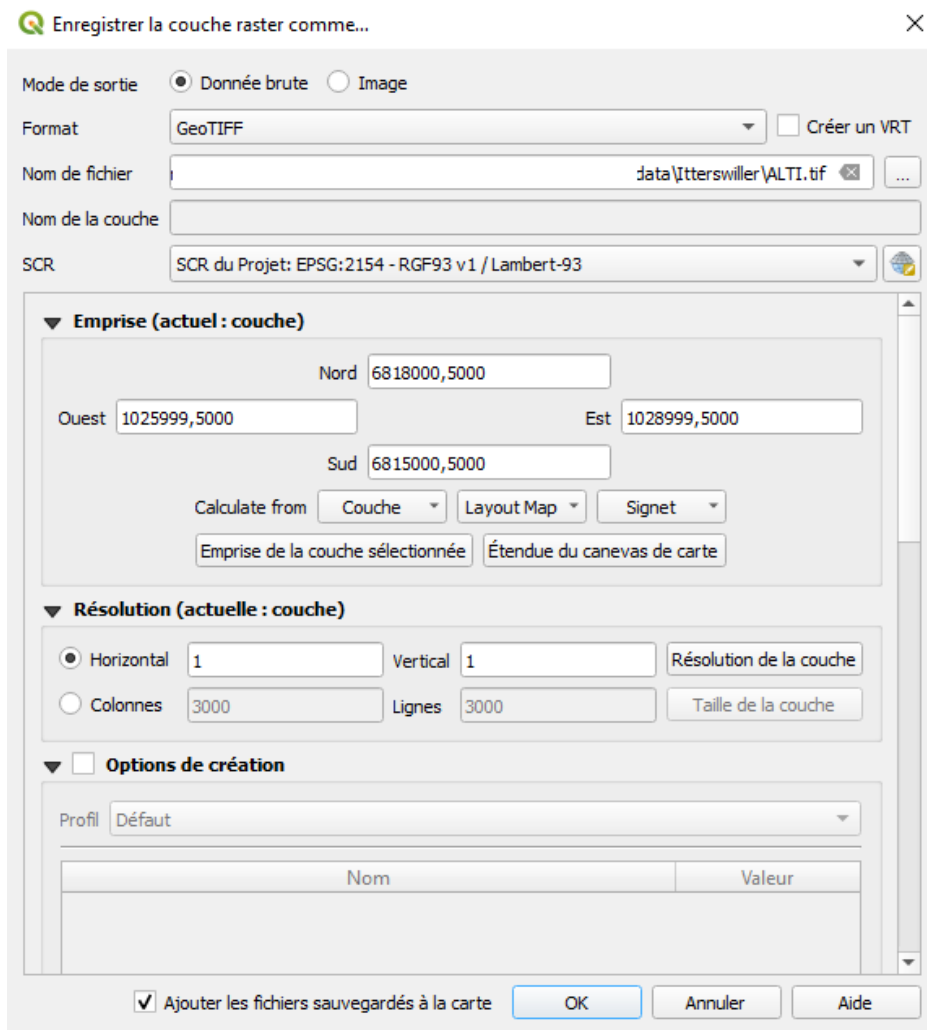 Enregistrer la couche raster comme...
Mode de sortie Donnée brute Image
Format GeoTIFF Créer un VRT
Nom de fichier data\Itterswiller\ALTI.tif ...
Nom de la couche
SCR SCR du Projet: EPSG:2154 - RGF93 v1 / Lambert-93
Emprise (actuel : couche)
Nord 6818000,5000
Ouest 1025999,5000 Est 1028999,5000
Sud 6815000,5000
Calculate from Couche Layout Map Signet
Emprise de la couche sélectionnée Étendue du canevas de carte
Résolution (actuelle : couche)
Horizontal 1 Vertical 1 Résolution de la couche
Colonnes 3000 Lignes 3000 Taille de la couche
Options de création
Profil Défaut
Nom Valeur
Ajouter les fichiers sauvegardés à la carte OK Annuler Aide